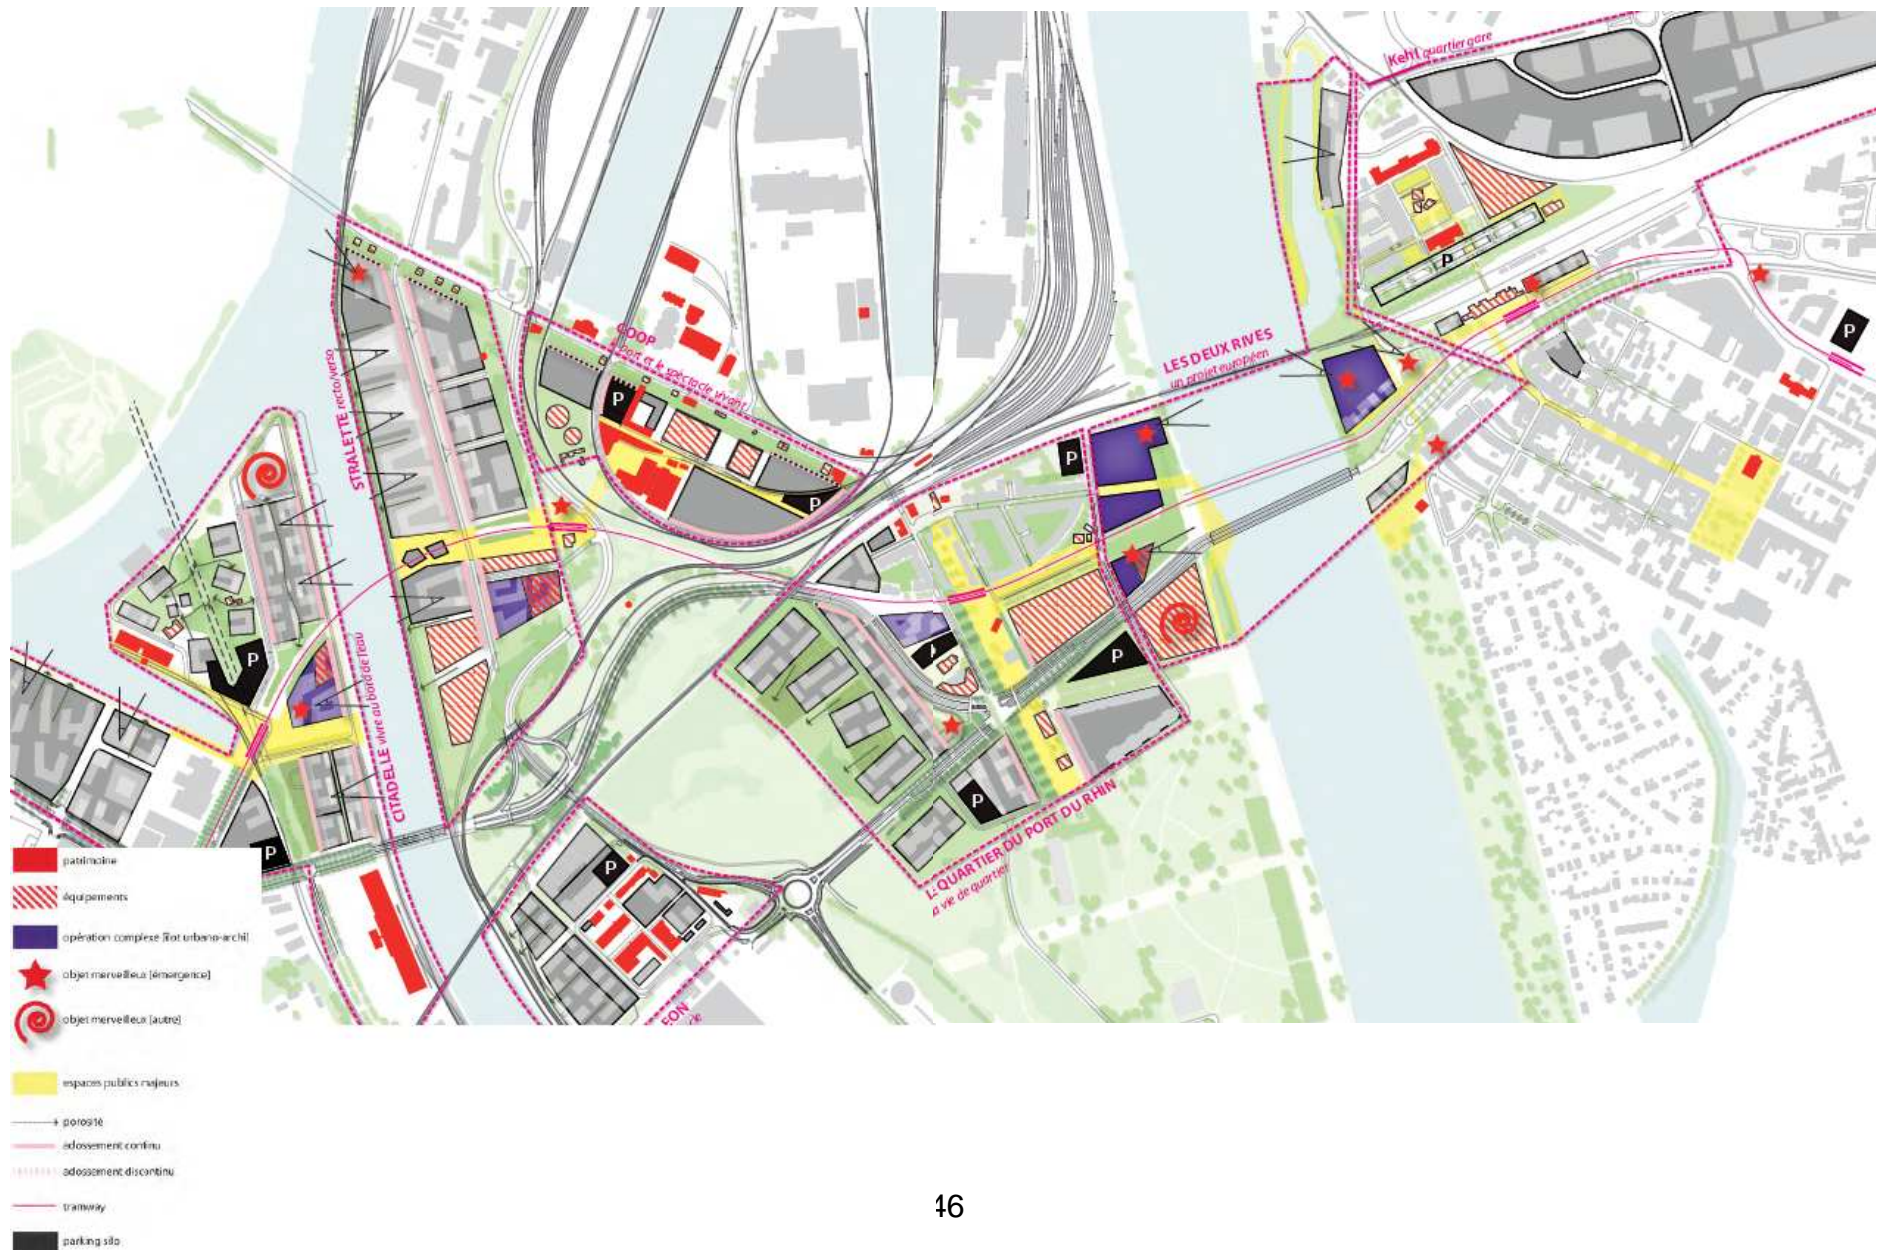 Kehl quartier gare
COOP
LES DEUX RIVES
un projet européen
STRALETTE recto/verso
CITADELLE vivre au bord de l'eau
QUARTIER DU PORT DU RHIN
vie de quartier
P
P
P
P
P
P
P
P
P
P
P
patrimoine
équipements
opération complexe [îlot urbano-archi]
objet merveilleux [émergence]
objet merveilleux [autre]
espaces publics majeurs
porosité
adossement continu
adossement discontinu
tramway
parking silo
46